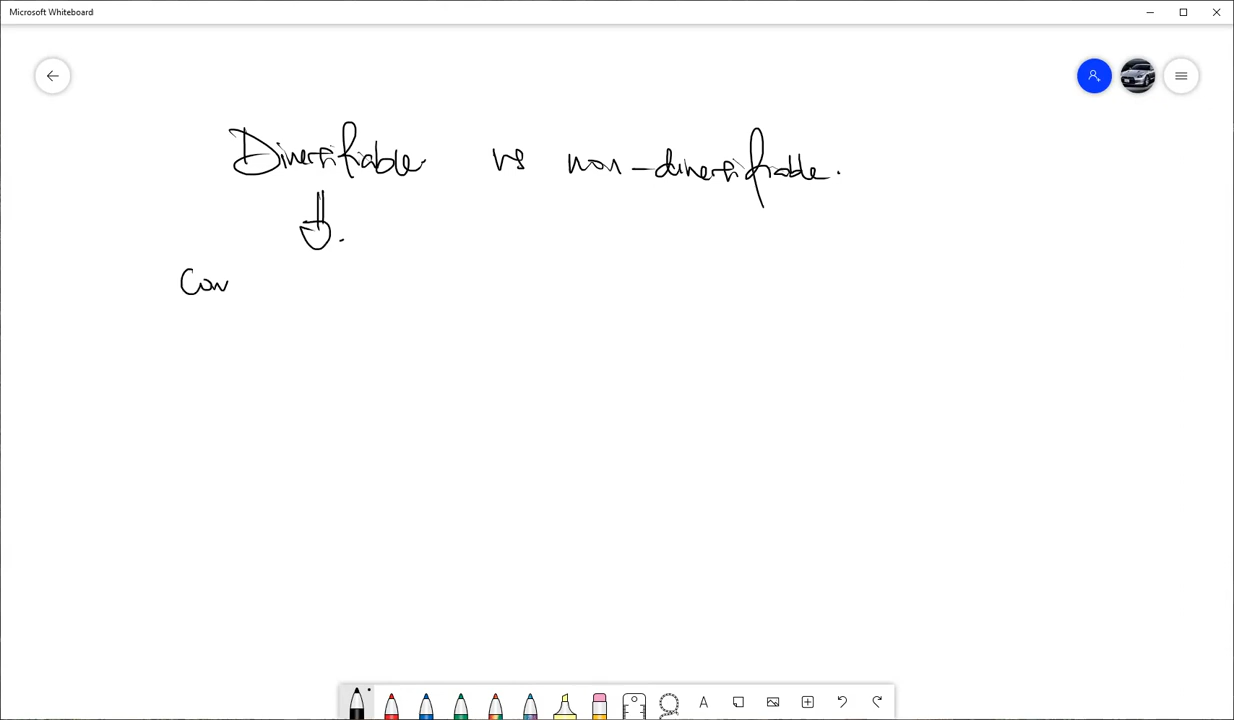 Microsoft Whiteboard
Diversifiable vs non-diversifiable.
Con
A